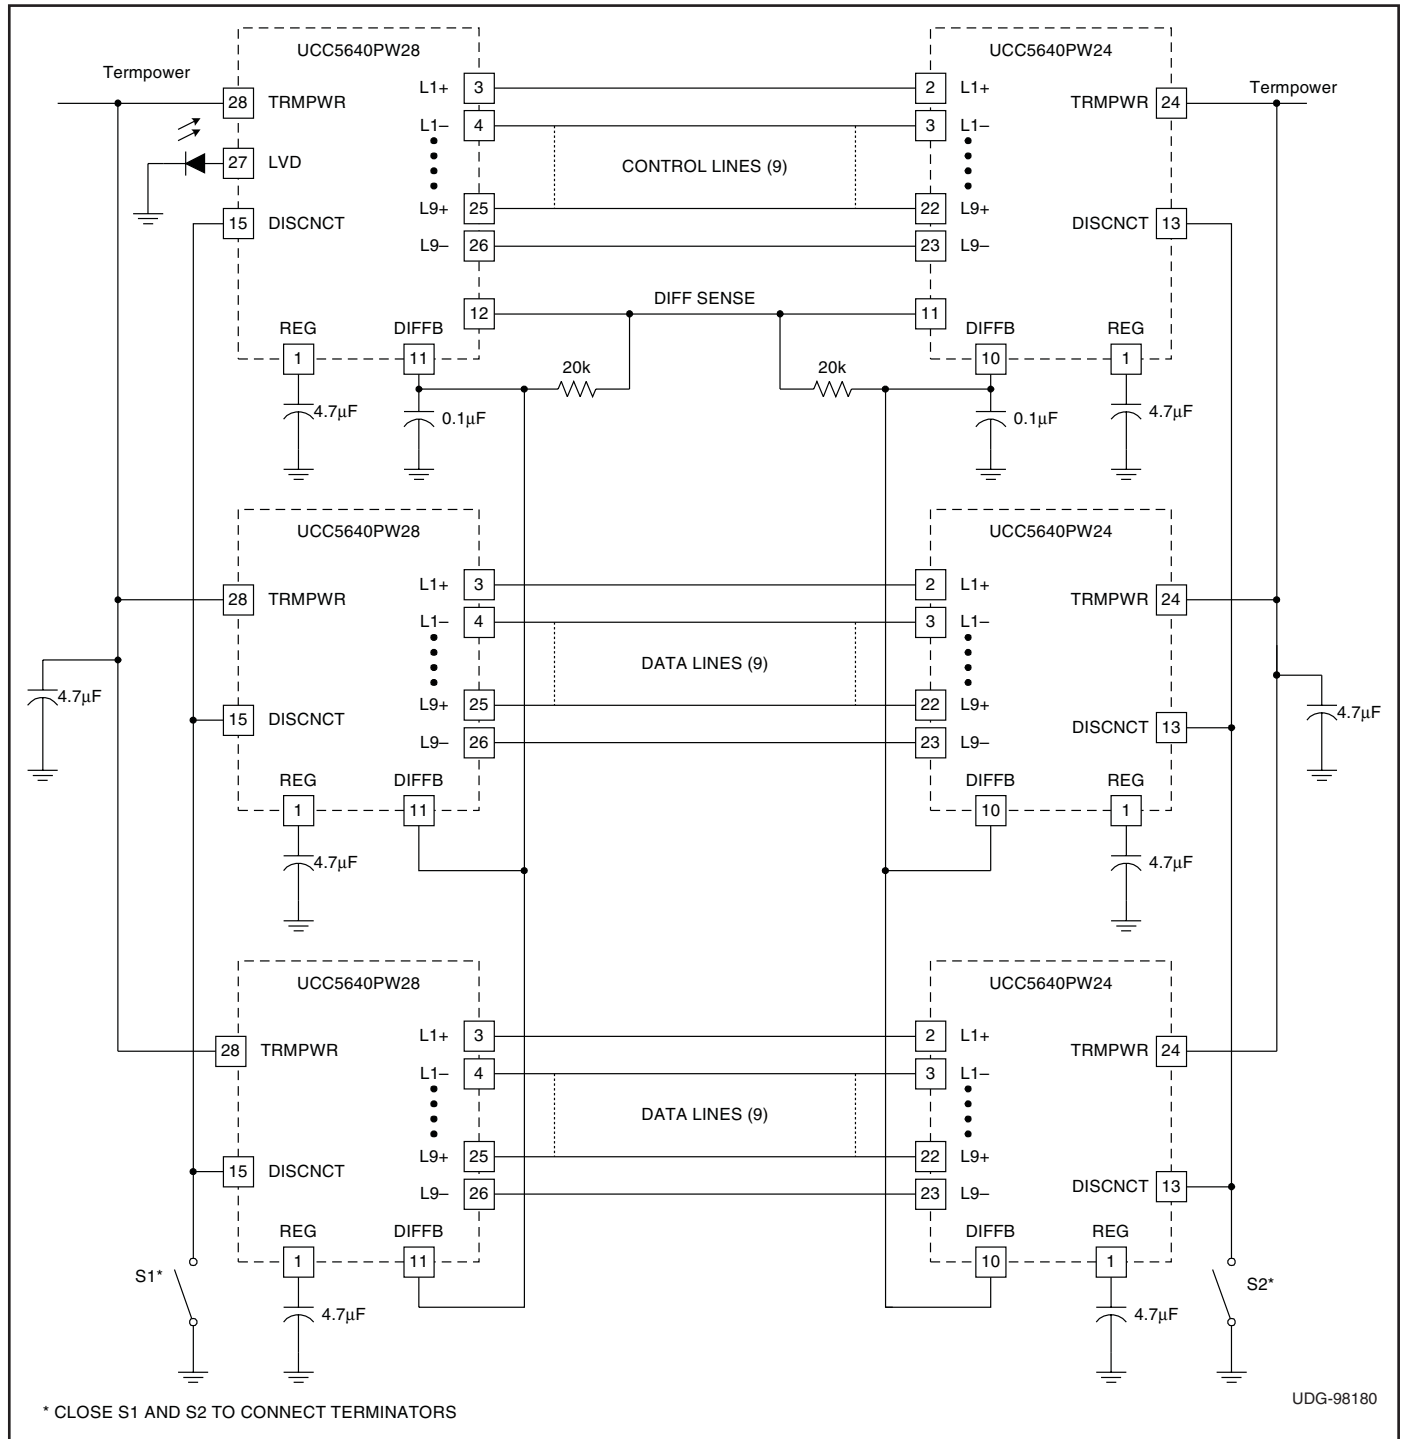 UCC5640PW28
UCC5640PW24
Termpower
Termpower
28 TRMPWR
L1+ 3
2 L1+
TRMPWR 24
L1– 4
3 L1–
27 LVD
CONTROL LINES (9)
15 DISCNCT
L9+ 25
22 L9+
DISCNCT 13
L9– 26
23 L9–
12
DIFF SENSE
11
REG
DIFFB
DIFFB
REG
1
11
10
1
20k
20k
4.7µF
0.1µF
0.1µF
4.7µF
UCC5640PW28
UCC5640PW24
L1+ 3
2 L1+
28 TRMPWR
L1– 4
3 L1–
TRMPWR 24
DATA LINES (9)
4.7µF
L9+ 25
22 L9+
4.7µF
15 DISCNCT
L9– 26
23 L9–
DISCNCT 13
REG
DIFFB
DIFFB
REG
1
11
10
1
4.7µF
4.7µF
UCC5640PW28
UCC5640PW24
L1+ 3
2 L1+
28 TRMPWR
L1– 4
3 L1–
TRMPWR 24
DATA LINES (9)
15 DISCNCT
L9+ 25
22 L9+
L9– 26
23 L9–
DISCNCT 13
REG
DIFFB
DIFFB
REG
1
11
10
1
S1*
S2*
4.7µF
4.7µF
* CLOSE S1 AND S2 TO CONNECT TERMINATORS
UDG-98180